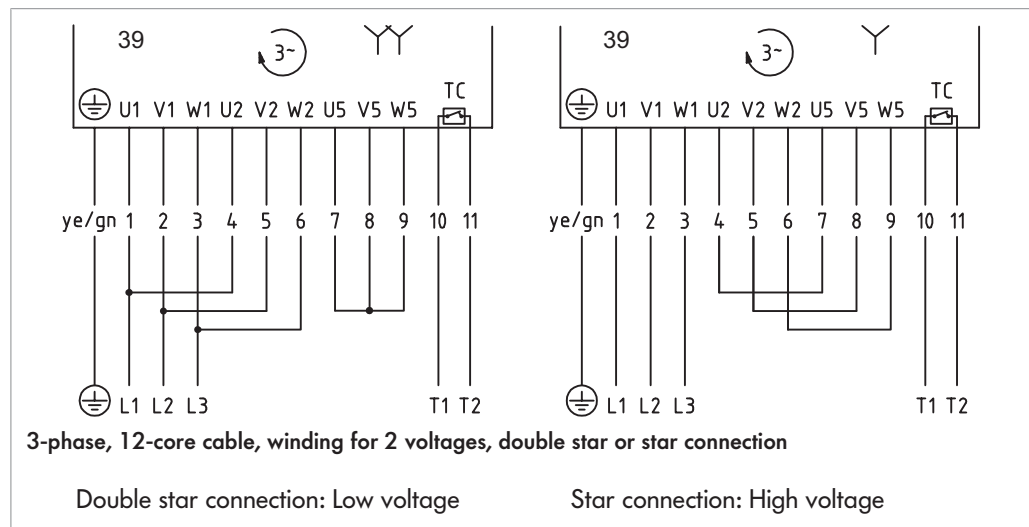 39 3~ 39 3~
TC TC
U1 V1 W1 U2 V2 W2 U5 V5 W5 U1 V1 W1 U2 V2 W2 U5 V5 W5
ye/gn 1 2 3 4 5 6 7 8 9 10 11 ye/gn 1 2 3 4 5 6 7 8 9 10 11
L1 L2 L3 T1 T2 L1 L2 L3 T1 T2
3-phase, 12-core cable, winding for 2 voltages, double star or star connection
Double star connection: Low voltage Star connection: High voltage